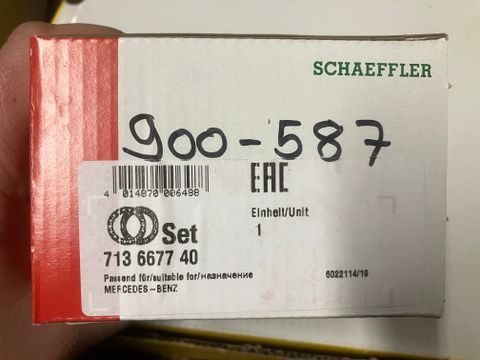 SCHAEFFLER
900-587
4 014870 006498
EAC
Einheit/Unit
1
Set
713 6677 40
Passend für/suitable for/назначение
MERCEDES-BENZ
6022114/19